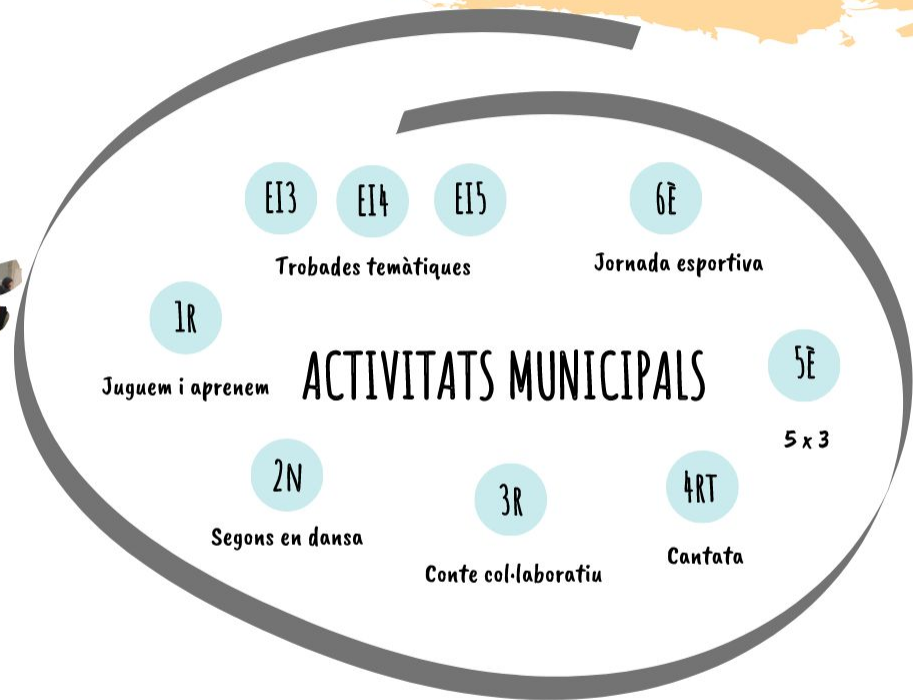 EI3 EI4 EI5
Trobades temàtiques
6È
Jornada esportiva
1R
Juguem i aprenem
ACTIVITATS MUNICIPALS
5È
5 x 3
2N
Segons en dansa
3R
Conte col·laboratiu
4RT
Cantata